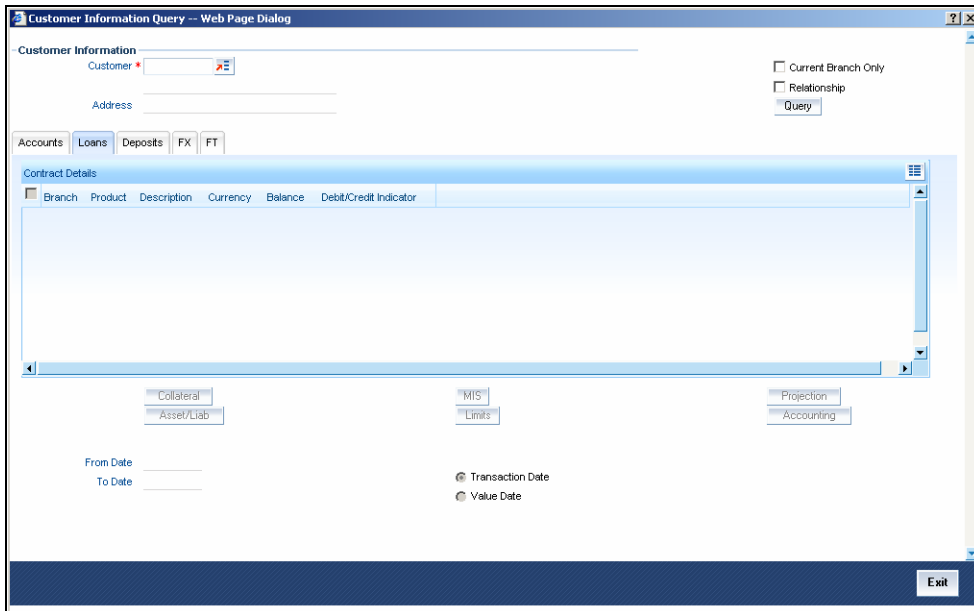 Customer Information Query -- Web Page Dialog
Customer Information
Customer *
Current Branch Only
Relationship
Address
Query
Accounts Loans Deposits FX FT
Contract Details
Branch Product Description Currency Balance Debit/Credit Indicator
Collateral MIS Projection
Asset/Liab Limits Accounting
From Date
Transaction Date
To Date
Value Date
Exit